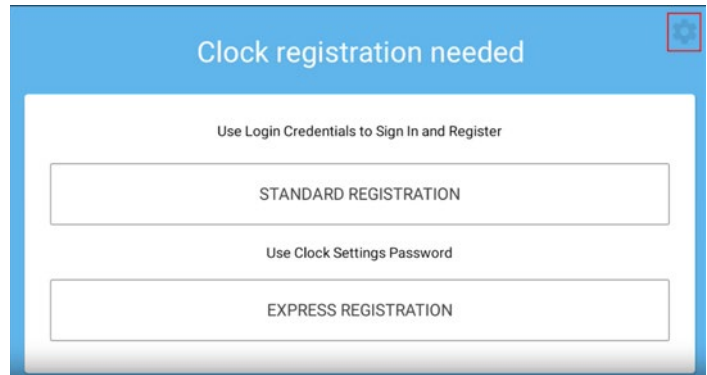 Clock registration needed
Use Login Credentials to Sign In and Register
STANDARD REGISTRATION
Use Clock Settings Password
EXPRESS REGISTRATION